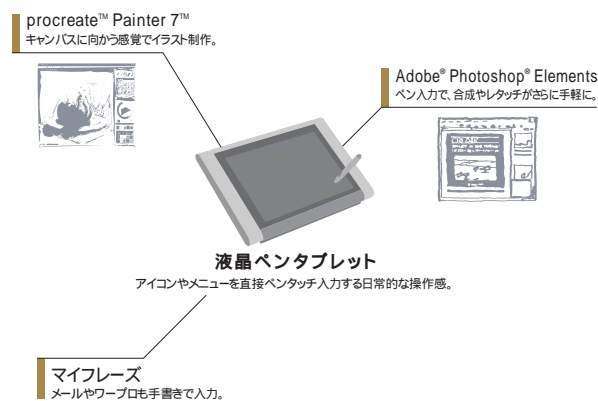 procreate™ Painter 7™
キャンバスに向かう感覚でイラスト制作。
Adobe® Photoshop® Elements
ペン入力で、合成やレタッチがさらに手軽に。
液晶ペンタブレット
アイコンやメニューを直接ペンタッチ入力する日常的な操作感。
マイフレーズ
メールやワープロも手書きで入力。